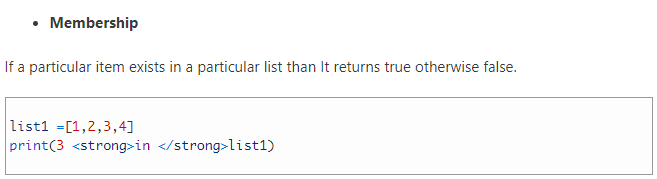 Membership
If a particular item exists in a particular list than It returns true otherwise false.
list1 =[1,2,3,4]
print(3 <strong>in </strong>list1)